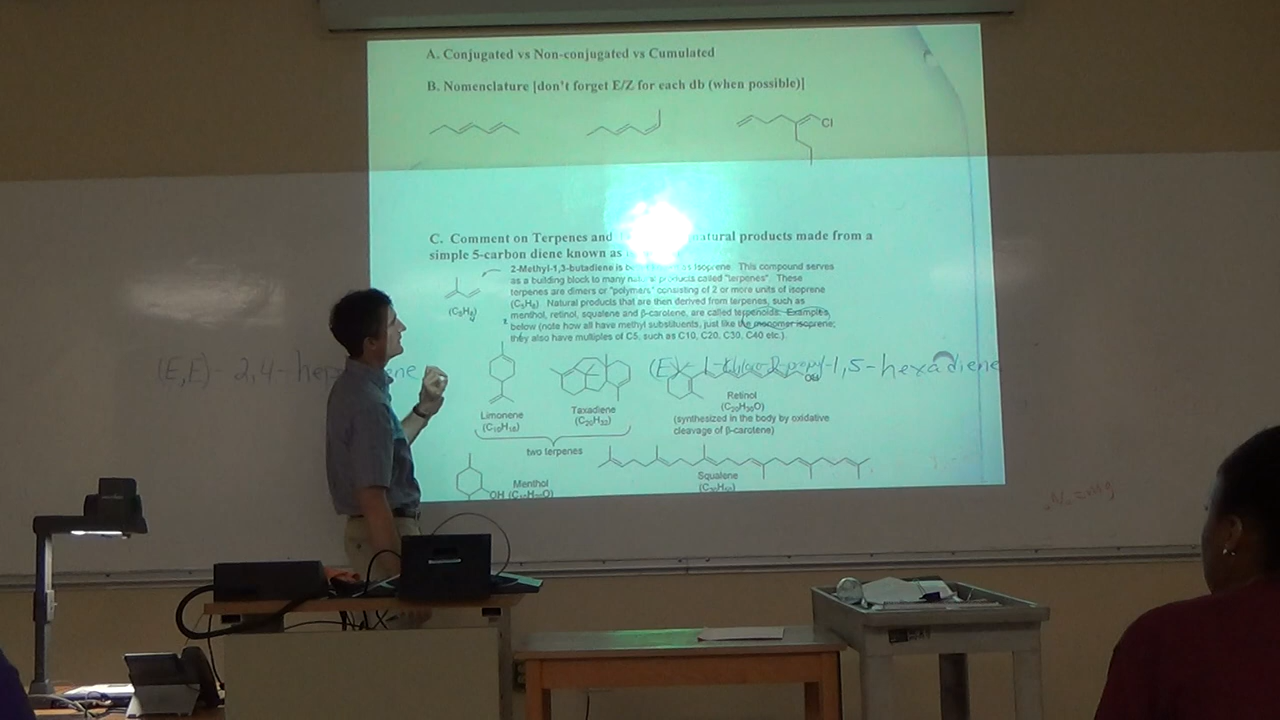 A. Conjugated vs Non-conjugated vs Cumulated
B. Nomenclature [don't forget E/Z for each db (when possible)]
Cl
C. Comment on Terpenes and natural products made from a
simple 5-carbon diene known as
2-Methyl-1,3-butadiene is isoprene. This compound serves
as a building block to many products called "terpenes". These
terpenes are dimers or "polymers" consisting of 2 or more units of isoprene
(C5H8). Natural products that are then derived from terpenes, such as
menthol, retinol, squalene and β-carotene, are called terpenoids. Examples
below (note how all have methyl substituents, just like the monomer isoprene;
they also have multiples of C5, such as C10, C20, C30, C40 etc.).
(C5H8)
(E,E)-2,4-hep ne
(E)-1-chloro-2-propyl-1,5-hexadiene
OH
Limonene
(C10H16)
Taxadiene
(C20H32)
Retinol
(C20H30O)
(synthesized in the body by oxidative
cleavage of β-carotene)
two terpenes
Menthol
OH
Squalene